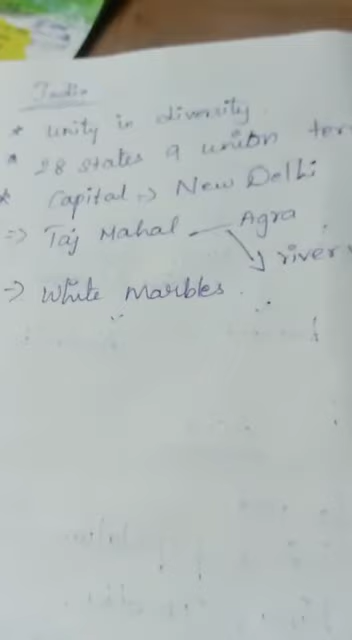 India
* unity in diversity
* 28 states 9 union ter
* Capital → New Delhi
⇒ Taj Mahal — Agra
↘ river
→ White Marbles.